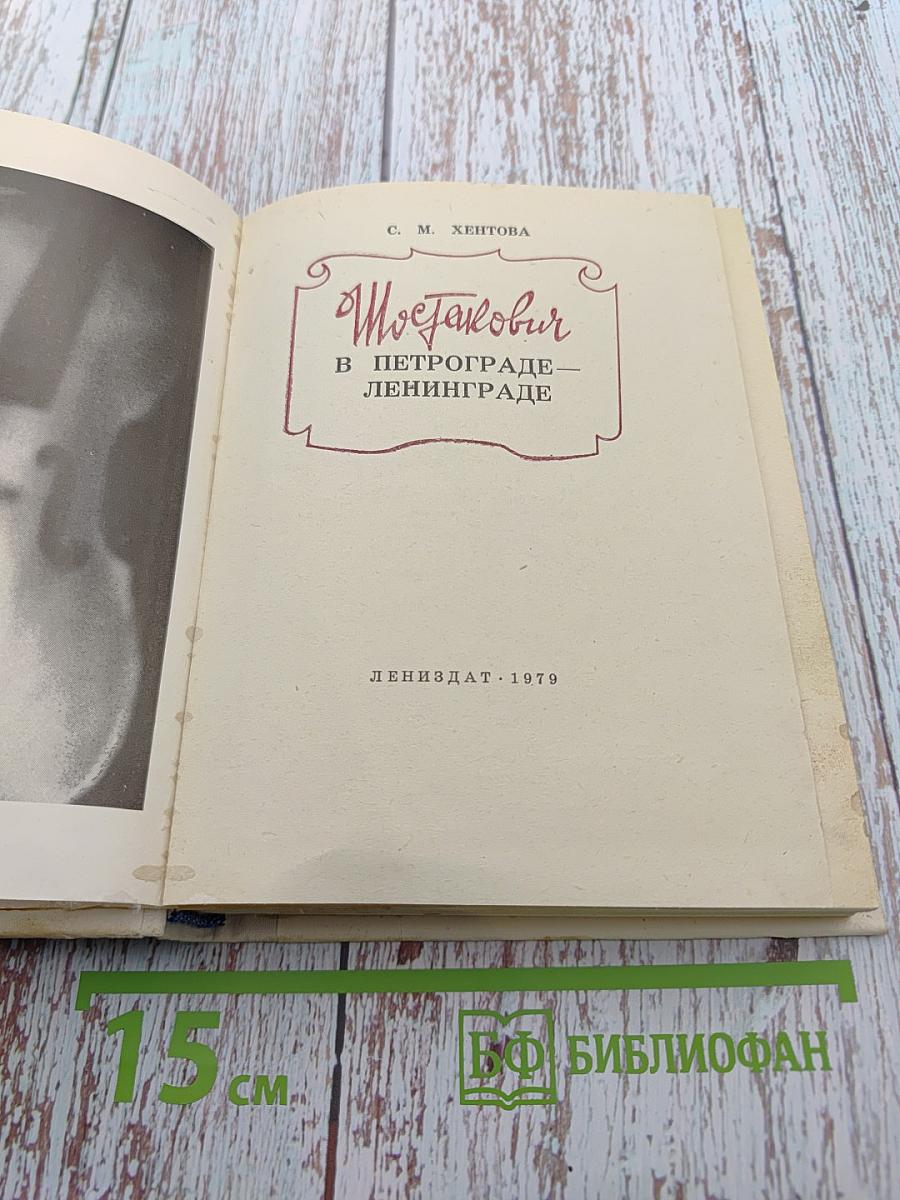 С. М. ХЕНТОВА
Шостакович
В ПЕТРОГРАДЕ—
ЛЕНИНГРАДЕ
ЛЕНИЗДАТ · 1979
15 см
БФ БИБЛИОФАН